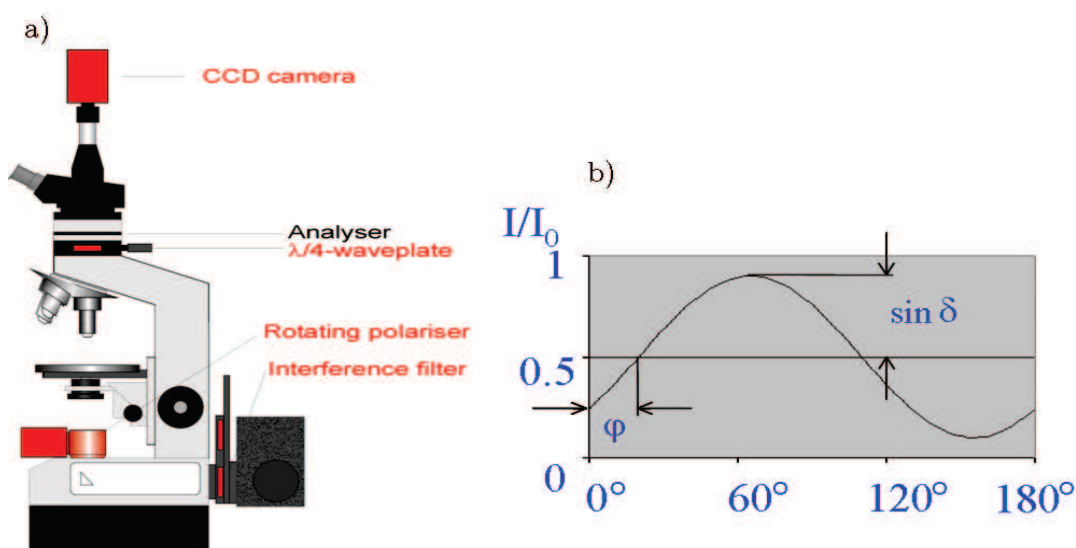 a)
CCD camera
Analyser
λ/4-waveplate
Rotating polariser
Interference filter
b)
I/I₀
1
sin δ
0.5
φ
0
0° 60° 120° 180°